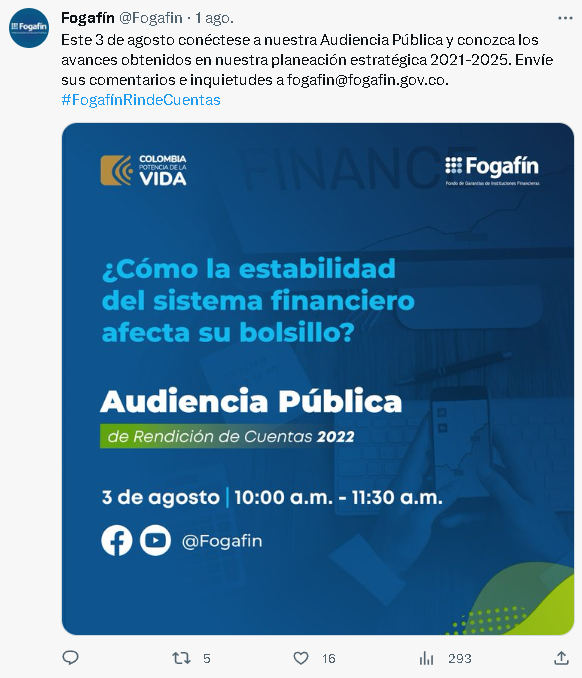 Fogafín
Fogafín @Fogafin · 1 ago.
Este 3 de agosto conéctese a nuestra Audiencia Pública y conozca los
avances obtenidos en nuestra planeación estratégica 2021-2025. Envíe
sus comentarios e inquietudes a fogafin@fogafin.gov.co.
#FogafínRindeCuentas
FINANCE
COLOMBIA
POTENCIA DE LA
VIDA
Fogafín
Fondo de Garantías de Instituciones Financieras
¿Cómo la estabilidad
del sistema financiero
afecta su bolsillo?
Audiencia Pública
de Rendición de Cuentas 2022
3 de agosto | 10:00 a.m. - 11:30 a.m.
@Fogafin
5 16 293